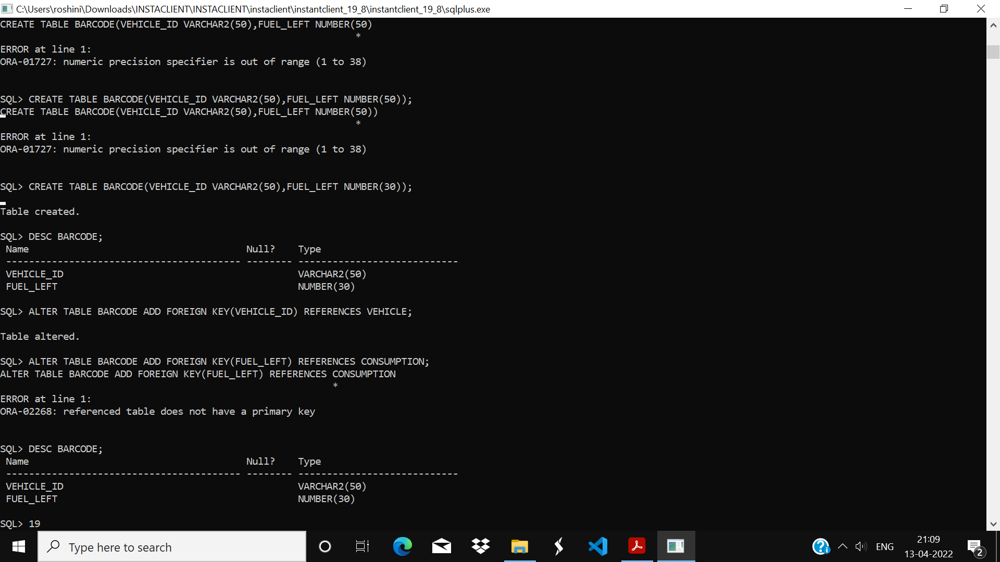 C:\Users\roshini\Downloads\INSTACLIENT\INSTACLIENT\instaclient\instantclient_19_8\instantclient_19_8\sqlplus.exe
CREATE TABLE BARCODE(VEHICLE_ID VARCHAR2(50),FUEL_LEFT NUMBER(50)
*
ERROR at line 1:
ORA-01727: numeric precision specifier is out of range (1 to 38)
SQL> CREATE TABLE BARCODE(VEHICLE_ID VARCHAR2(50),FUEL_LEFT NUMBER(50));
CREATE TABLE BARCODE(VEHICLE_ID VARCHAR2(50),FUEL_LEFT NUMBER(50))
*
ERROR at line 1:
ORA-01727: numeric precision specifier is out of range (1 to 38)
SQL> CREATE TABLE BARCODE(VEHICLE_ID VARCHAR2(50),FUEL_LEFT NUMBER(30));
Table created.
SQL> DESC BARCODE;
Name Null? Type
----------------------------------------- -------- ----------------------------
VEHICLE_ID VARCHAR2(50)
FUEL_LEFT NUMBER(30)
SQL> ALTER TABLE BARCODE ADD FOREIGN KEY(VEHICLE_ID) REFERENCES VEHICLE;
Table altered.
SQL> ALTER TABLE BARCODE ADD FOREIGN KEY(FUEL_LEFT) REFERENCES CONSUMPTION;
ALTER TABLE BARCODE ADD FOREIGN KEY(FUEL_LEFT) REFERENCES CONSUMPTION
*
ERROR at line 1:
ORA-02268: referenced table does not have a primary key
SQL> DESC BARCODE;
Name Null? Type
----------------------------------------- -------- ----------------------------
VEHICLE_ID VARCHAR2(50)
FUEL_LEFT NUMBER(30)
SQL> 19
Type here to search
ENG
21:09
13-04-2022
2